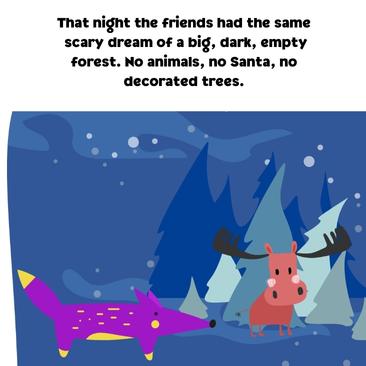 That night the friends had the same
scary dream of a big, dark, empty
forest. No animals, no Santa, no
decorated trees.